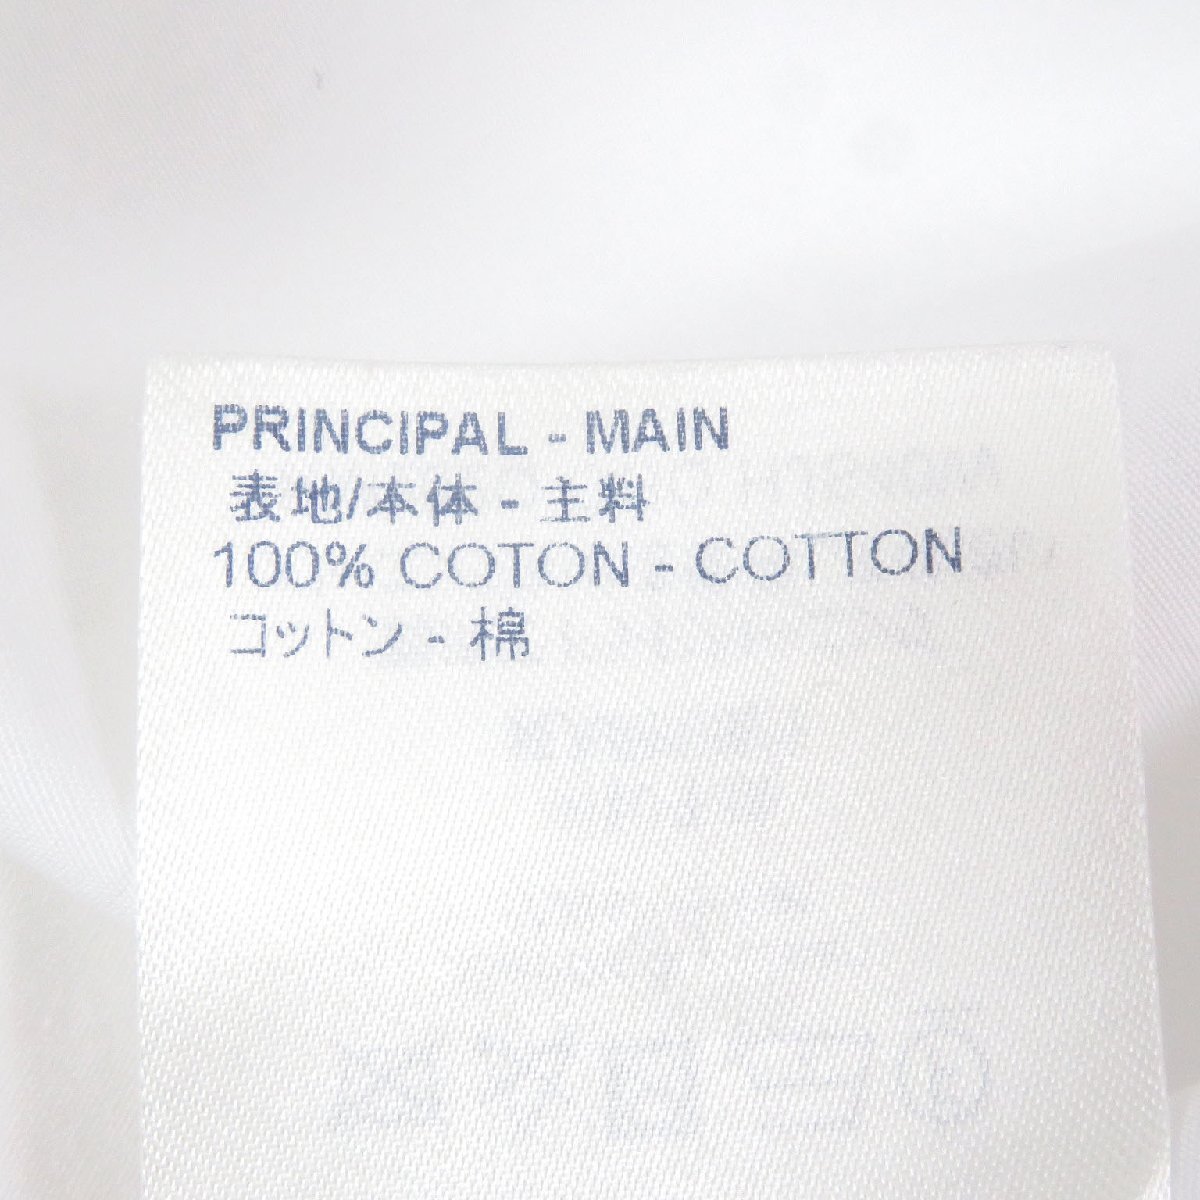 PRINCIPAL - MAIN
表地/本体 - 主料
100% COTON - COTTON
コットン - 棉